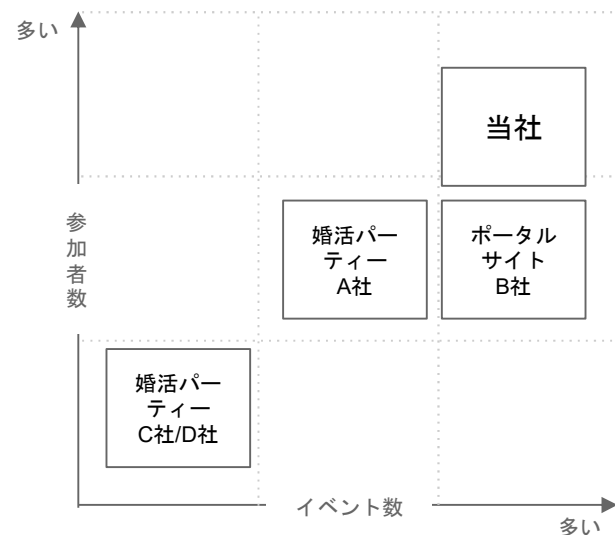 多い
当社
参加者数
婚活パー
ティー
A社
ポータル
サイト
B社
婚活パー
ティー
C社/D社
イベント数
多い